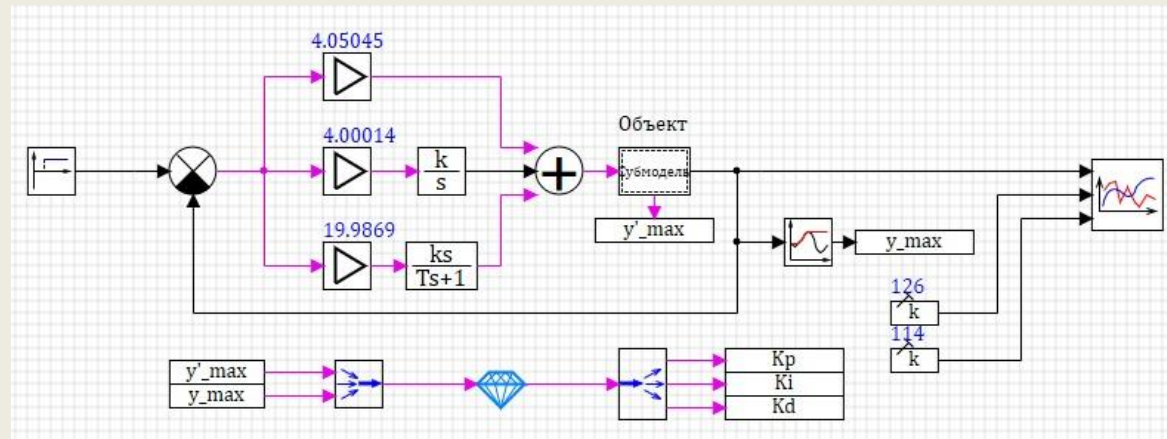 4.05045
Объект
4.00014
k
s
Субмодель
y'_max
19.9869
ks
Ts+1
y_max
126
k
114
k
y'_max
y_max
Kp
Ki
Kd